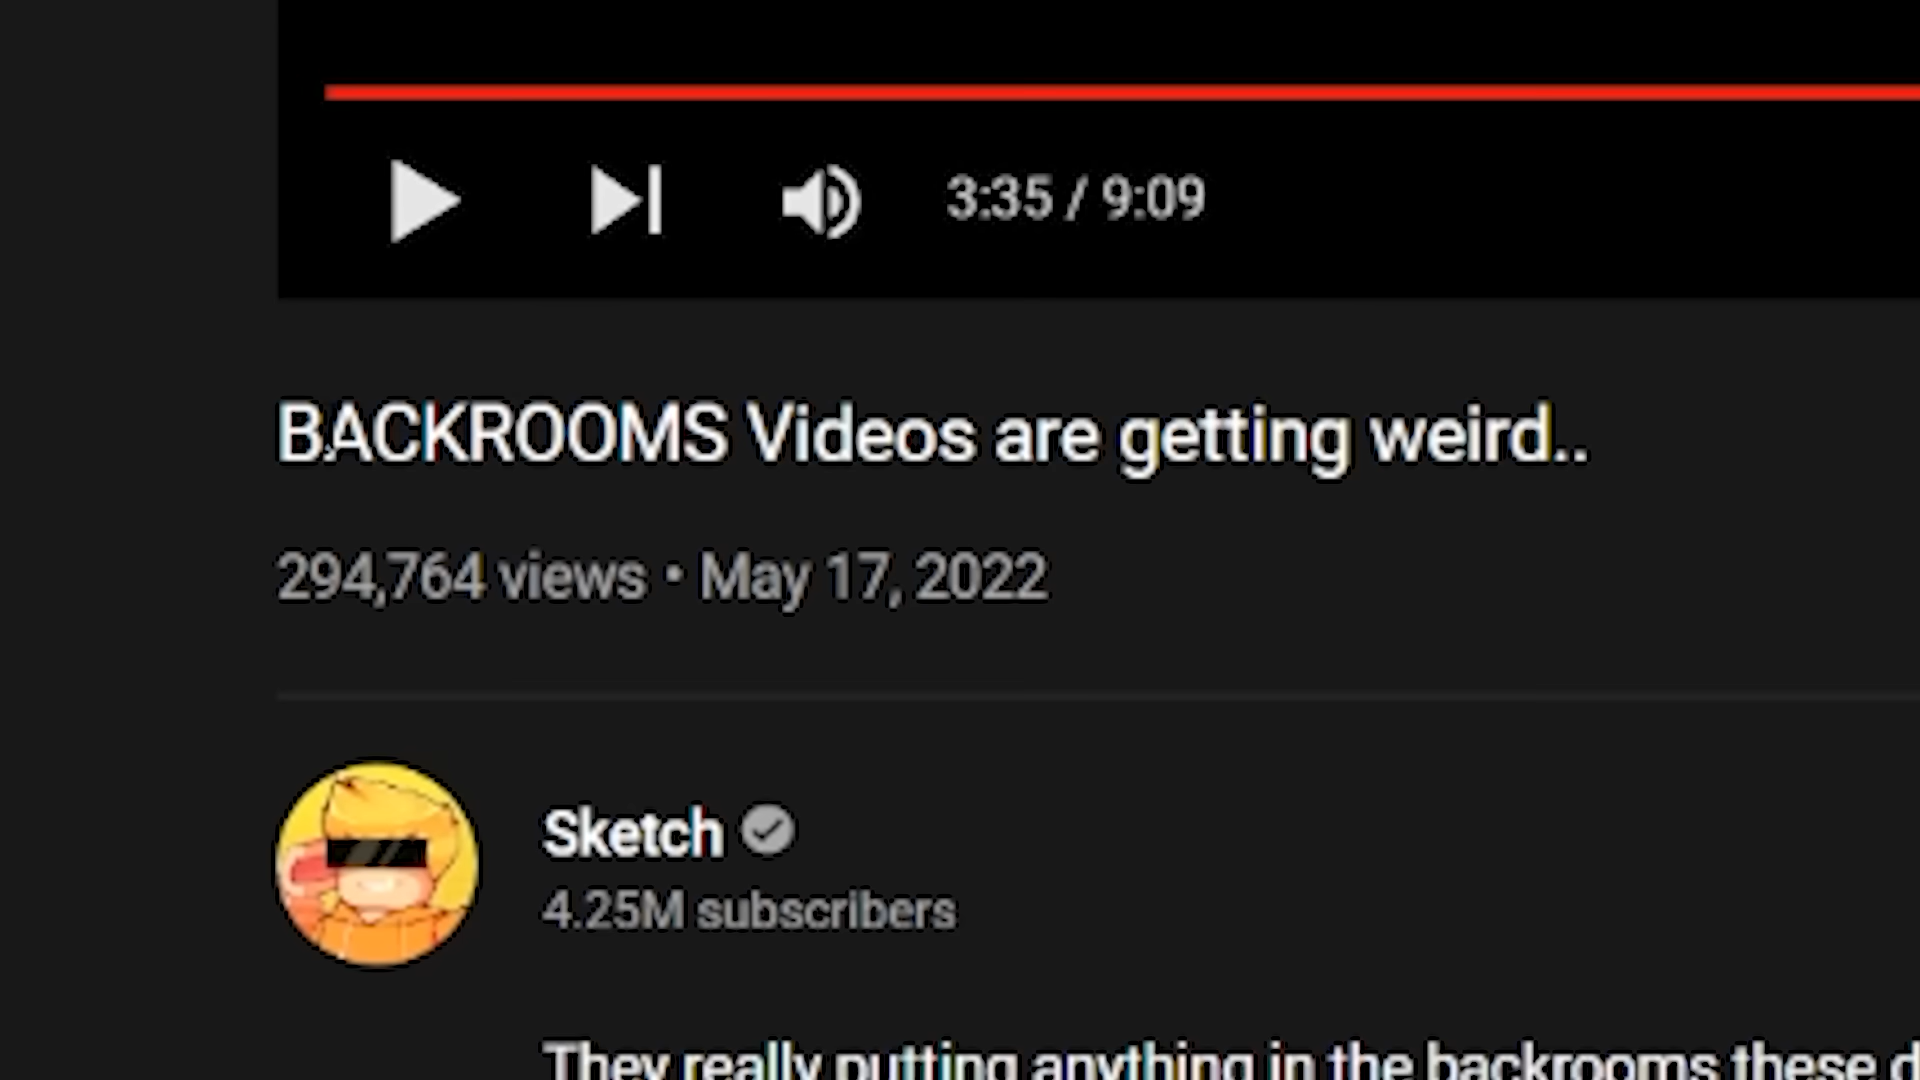 3:35 / 9:09
BACKROOMS Videos are getting weird..
294,764 views • May 17, 2022
Sketch
4.25M subscribers
They really putting anything in the backrooms these